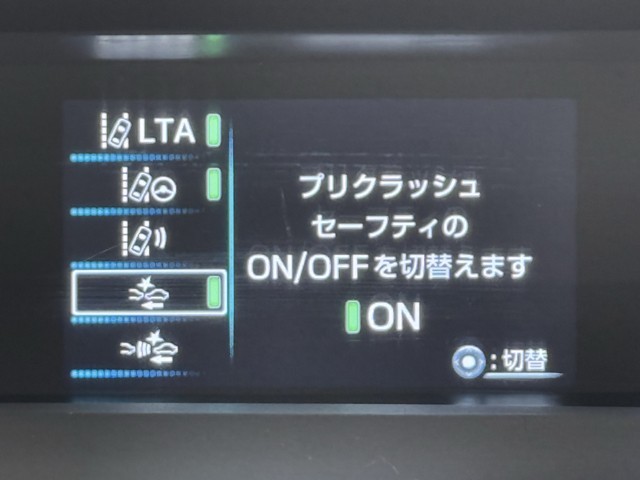 LTA
プリクラッシュ
セーフティの
ON/OFFを切替えます
ON
:切替